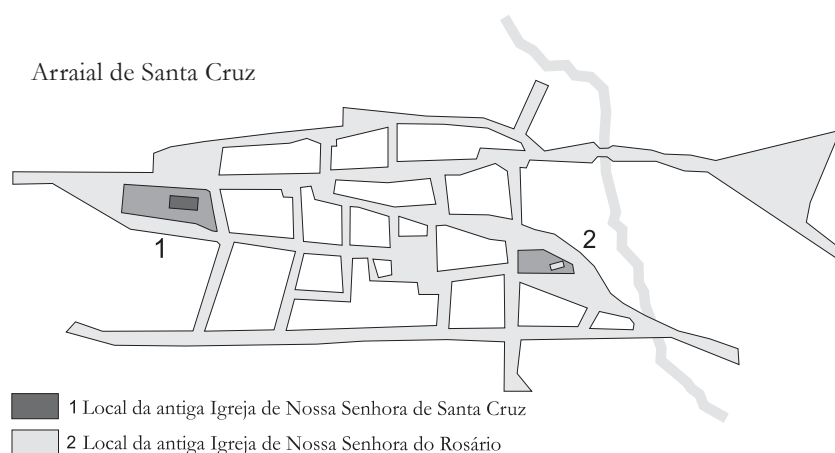 Arraial de Santa Cruz
2
1
1 Local da antiga Igreja de Nossa Senhora de Santa Cruz
2 Local da antiga Igreja de Nossa Senhora do Rosário